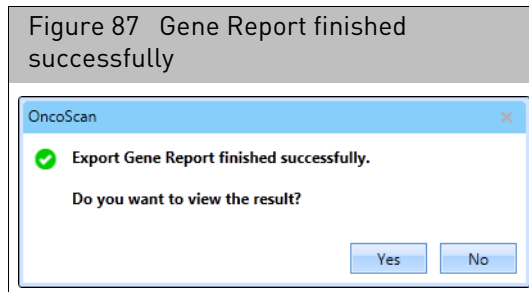 Figure 87 Gene Report finished
successfully
OncoScan
Export Gene Report finished successfully.
Do you want to view the result?
Yes No